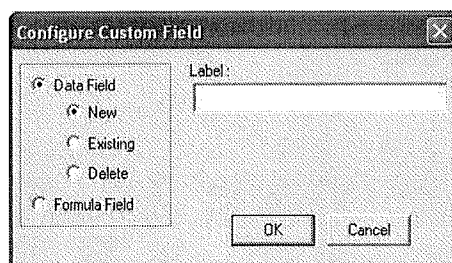 Configure Custom Field
Data Field
New
Existing
Delete
Formula Field
Label:
OK
Cancel